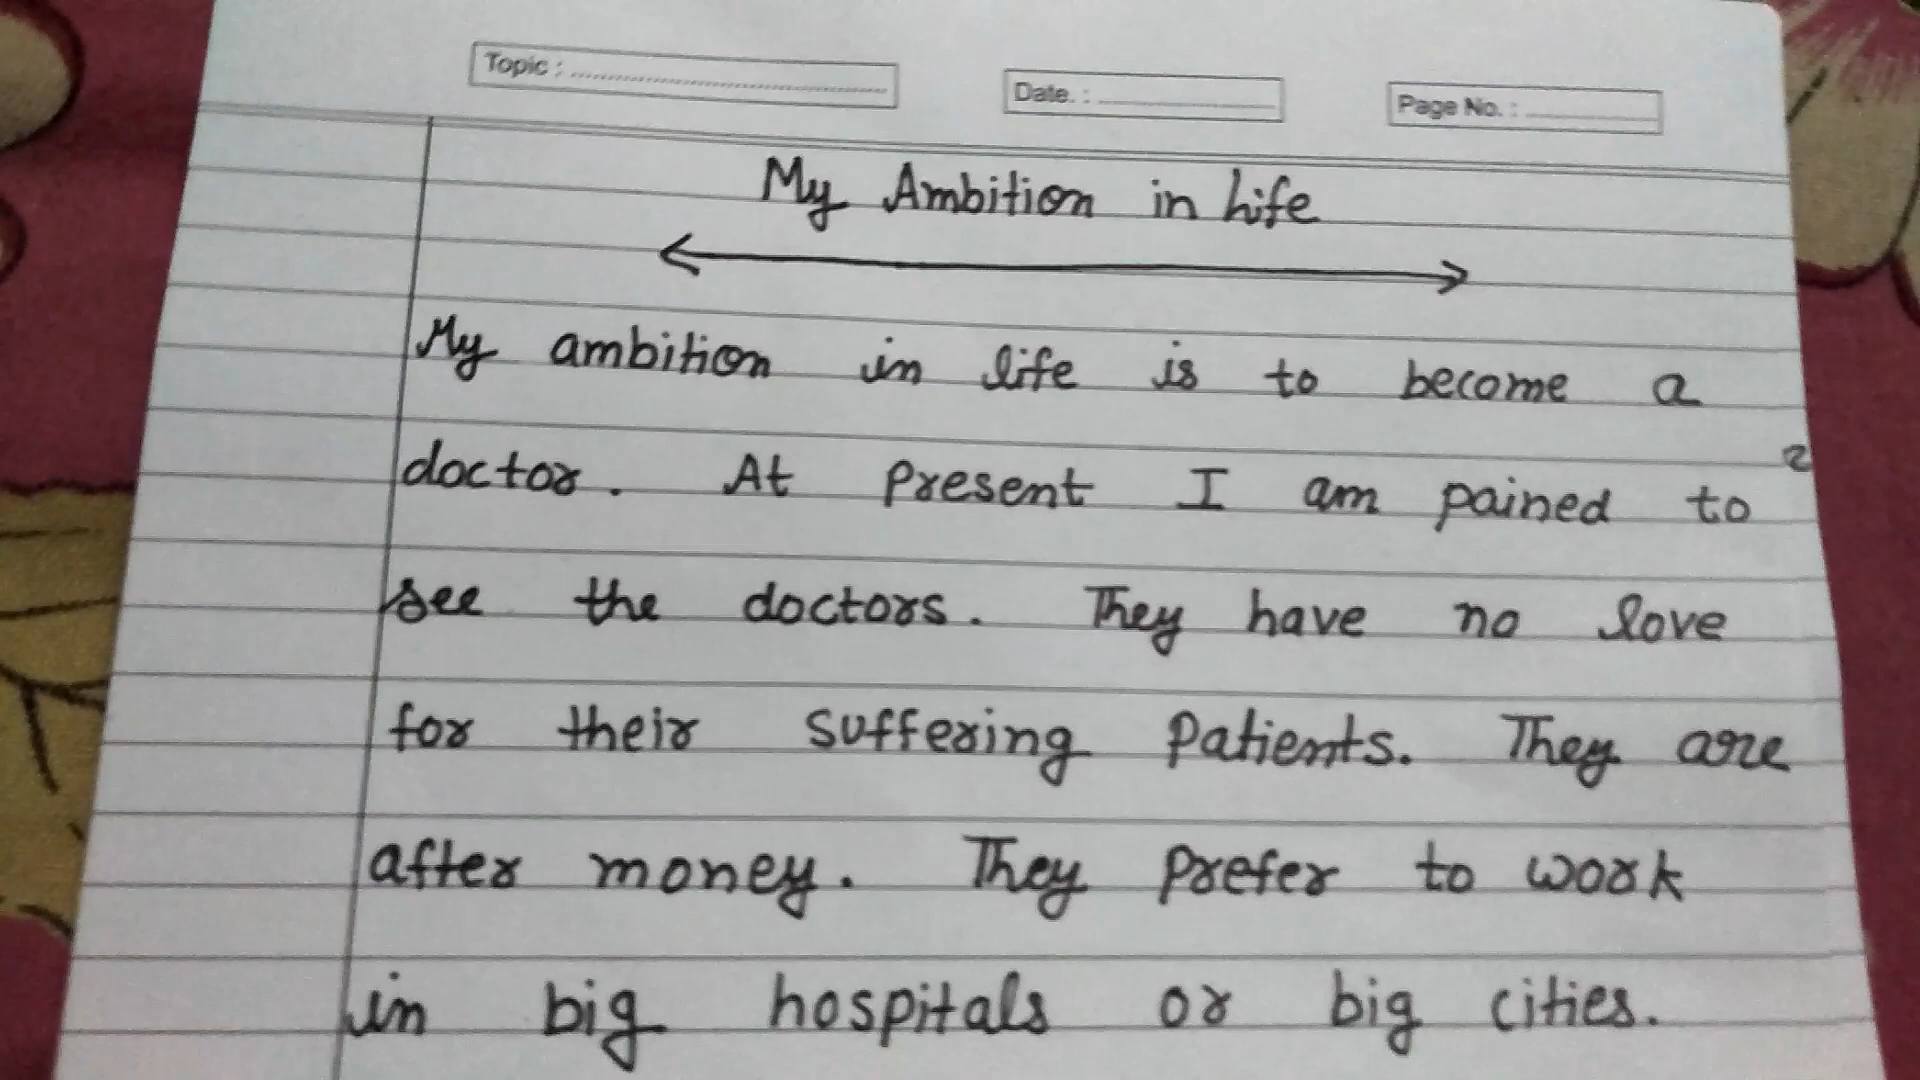 Topic : Date. : Page No. :
My Ambition in Life
My ambition in life is to become a
doctor. At Present I am pained to
2
see the doctors. They have no love
for their suffering Patients. They are
after money. They Prefer to work
in big hospitals or big cities.